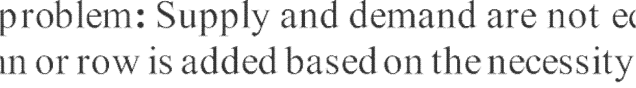 problem: Supply and demand are not
or row is added based on the necessity